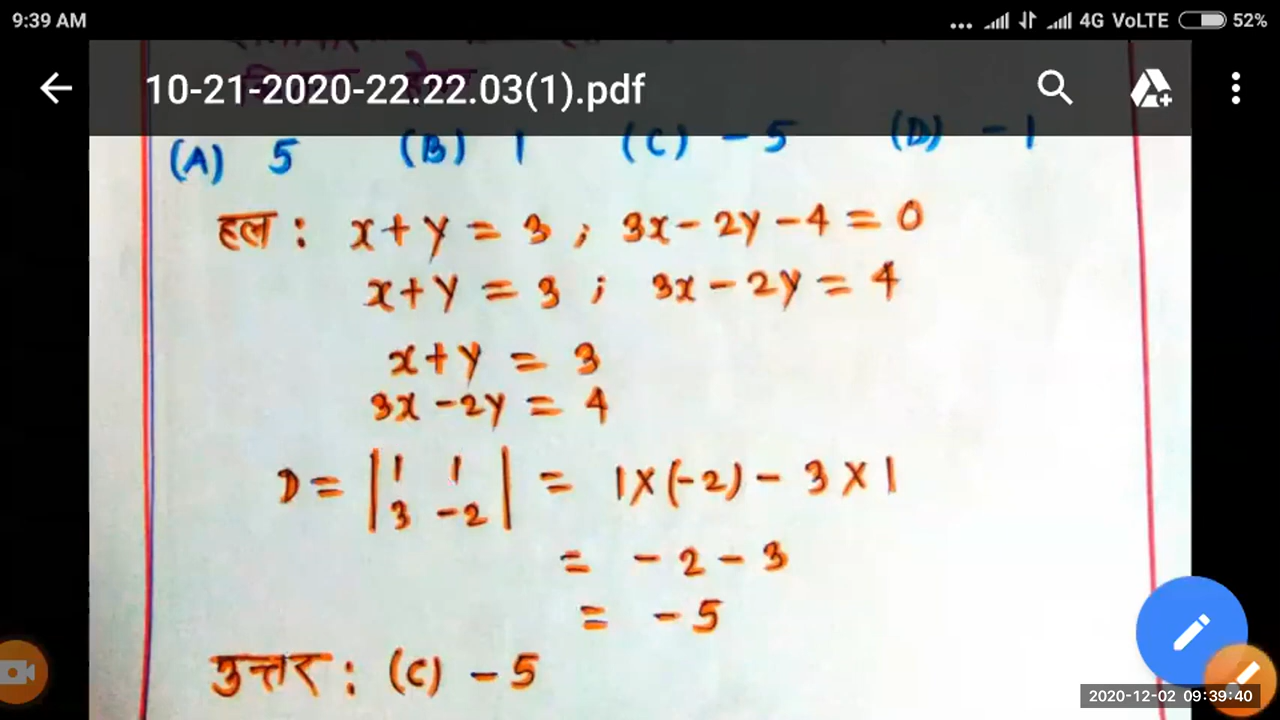 9:39 AM ... 4G VoLTE 52%
10-21-2020-22.22.03(1).pdf
(A) 5 (B) 1 (C) -5 (D) -1
हल : x+y = 3 ; 3x-2y-4 = 0
x+y = 3 ; 3x-2y = 4
x+y = 3
3x-2y = 4
D = |1 1| = 1×(-2) - 3×1
|3 -2|
= -2-3
= -5
उत्तर : (C) -5
2020-12-02 09:39:40